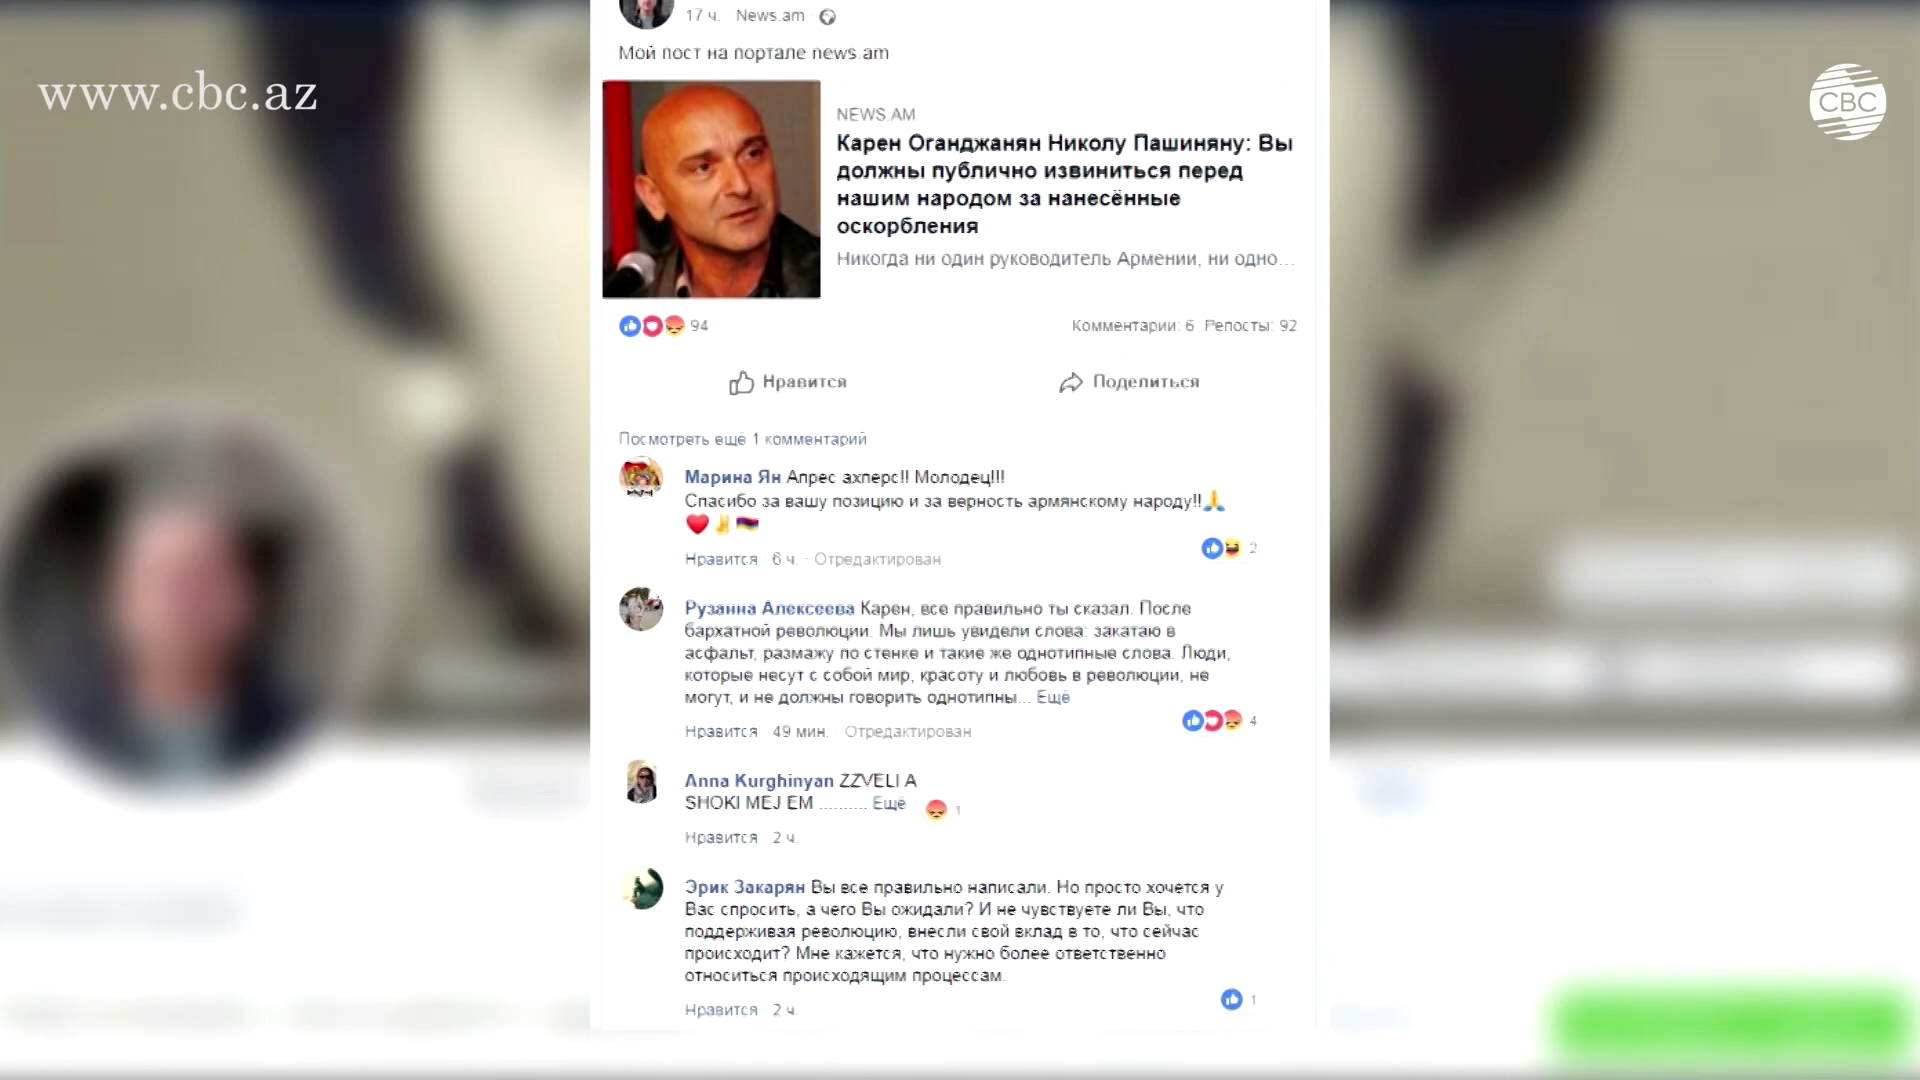 www.cbc.az
CBC
17 ч. News.am
Мой пост на портале news.am
NEWS.AM
Карен Оганджанян Николу Пашиняну: Вы
должны публично извиниться перед
нашим народом за нанесённые
оскорбления
Никогда ни один руководитель Армении, ни одно...
94
Комментарии: 6 Репосты: 92
Нравится
Поделиться
Посмотреть ещё 1 комментарий
Марина Ян Апрес ахперс!! Молодец!!!
Спасибо за вашу позицию и за верность армянскому народу!!🙏
❤️✌️🇦🇲
2
Нравится · 6 ч. · Отредактирован
Рузанна Алексеева Карен, все правильно ты сказал. После
бархатной революции. Мы лишь увидели слова: закатаю в
асфальт, размажу по стенке и такие же однотипные слова. Люди,
которые несут с собой мир, красоту и любовь в революции, не
могут, и не должны говорить однотипны... Ещё
4
Нравится 49 мин. Отредактирован
Anna Kurghinyan ZZVELI A
SHOKI MEJ EM .......... Ещё
1
Нравится 2 ч.
Эрик Закарян Вы все правильно написали. Но просто хочется у
Вас спросить, а чего Вы ожидали? И не чувствуете ли Вы, что
поддерживая революцию, внесли свой вклад в то, что сейчас
происходит? Мне кажется, что нужно более ответственно
относиться происходящим процессам.
1
Нравится 2 ч